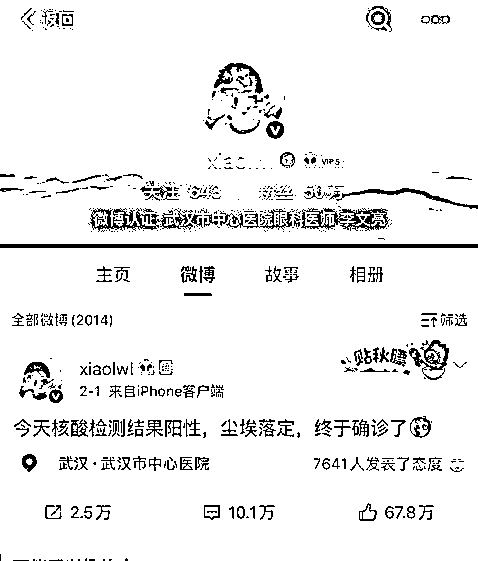 返回
关注 643 粉丝 50万
微博认证:武汉市中心医院眼科医师 李文亮
主页 微博 故事 相册
全部微博(2014) 筛选
xiaolwl
贴秋膘
2-1 来自iPhone客户端
今天核酸检测结果阳性，尘埃落定，终于确诊了
武汉·武汉市中心医院 7641人发表了态度
2.5万 10.1万 67.8万